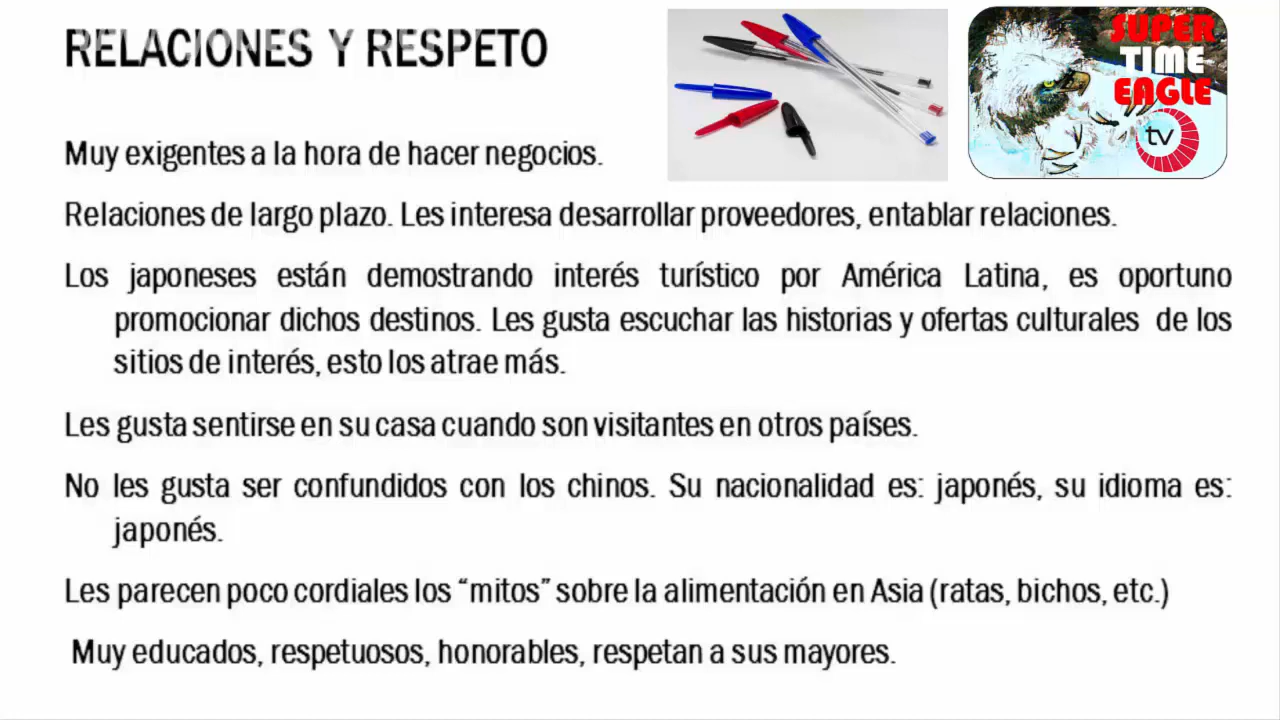 RELACIONES Y RESPETO
SUPER
TIME
EAGLE
tv
Muy exigentes a la hora de hacer negocios.
Relaciones de largo plazo. Les interesa desarrollar proveedores, entablar relaciones.
Los japoneses están demostrando interés turístico por América Latina, es oportuno
promocionar dichos destinos. Les gusta escuchar las historias y ofertas culturales de los
sitios de interés, esto los atrae más.
Les gusta sentirse en su casa cuando son visitantes en otros países.
No les gusta ser confundidos con los chinos. Su nacionalidad es: japonés, su idioma es:
japonés.
Les parecen poco cordiales los “mitos” sobre la alimentación en Asia (ratas, bichos, etc.)
Muy educados, respetuosos, honorables, respetan a sus mayores.